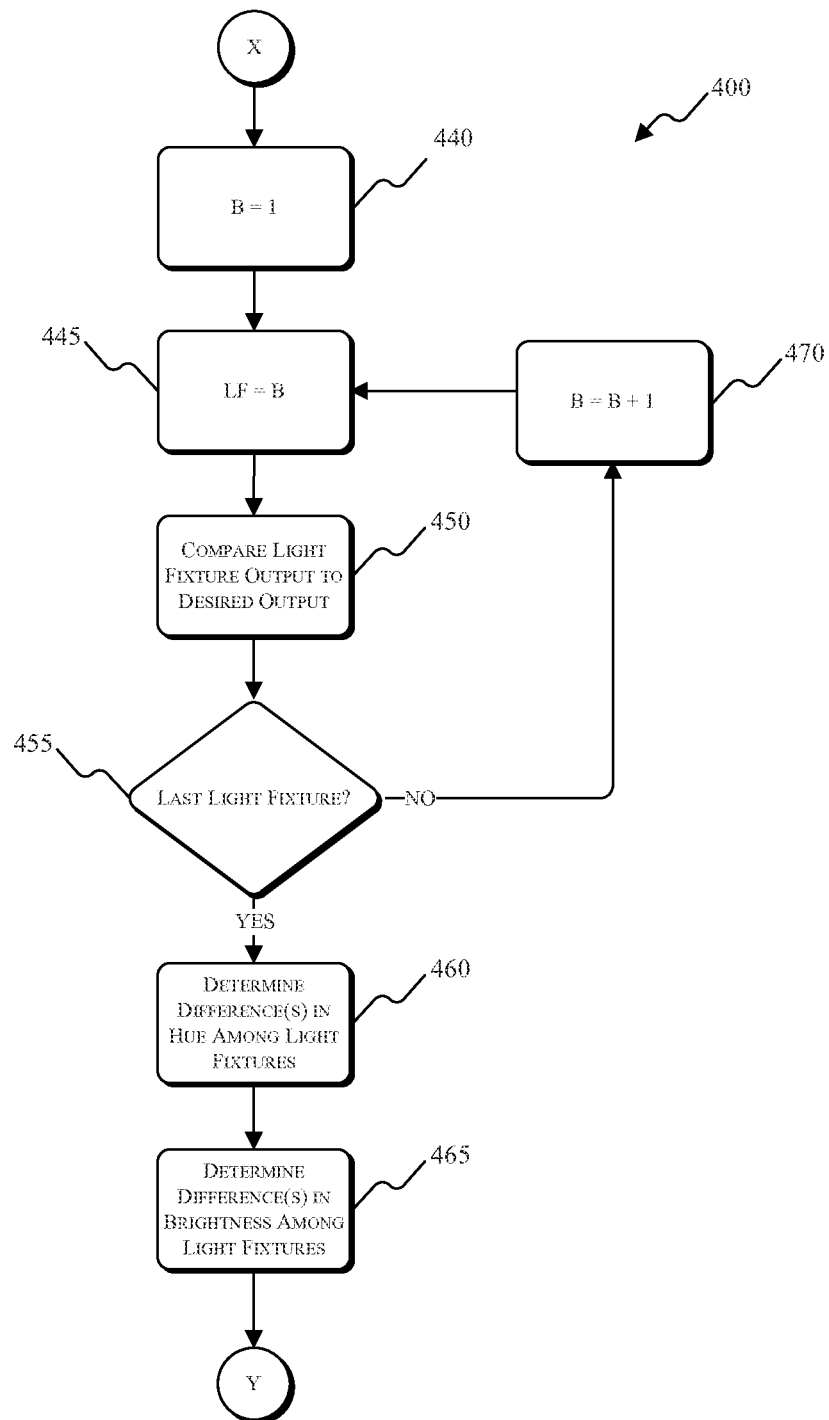 X
400
440
B = 1
445
LF = B
470
B = B + 1
450
COMPARE LIGHT
FIXTURE OUTPUT TO
DESIRED OUTPUT
455
LAST LIGHT FIXTURE?
NO
YES
460
DETERMINE
DIFFERENCE(S) IN
HUE AMONG LIGHT
FIXTURES
465
DETERMINE
DIFFERENCE(S) IN
BRIGHTNESS AMONG
LIGHT FIXTURES
Y